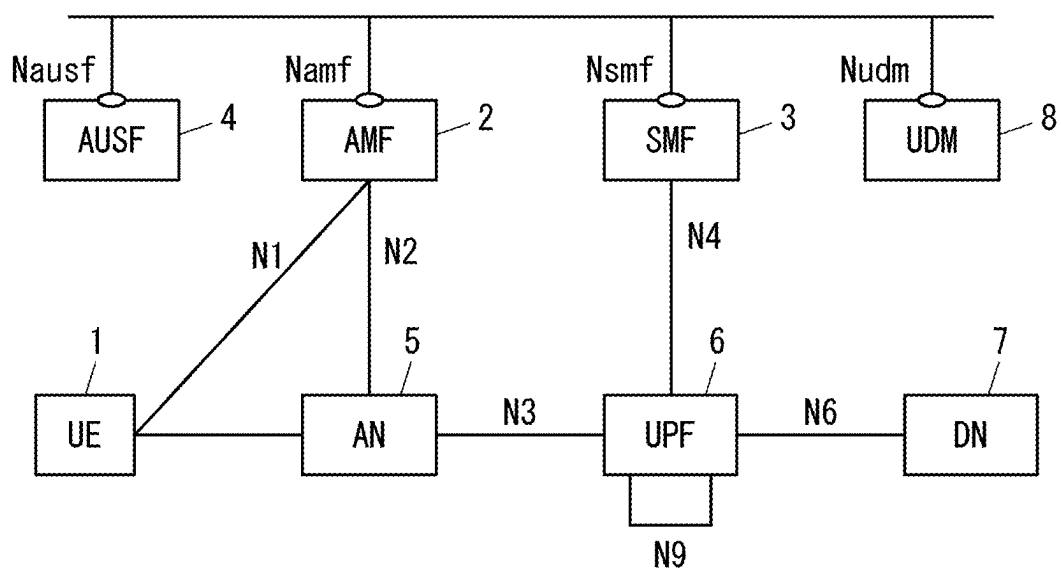 Nausf Namf Nsmf Nudm
AUSF 4 AMF 2 SMF 3 UDM 8
N1 N2 N4
1 5 6 7
UE AN N3 UPF N6 DN
N9